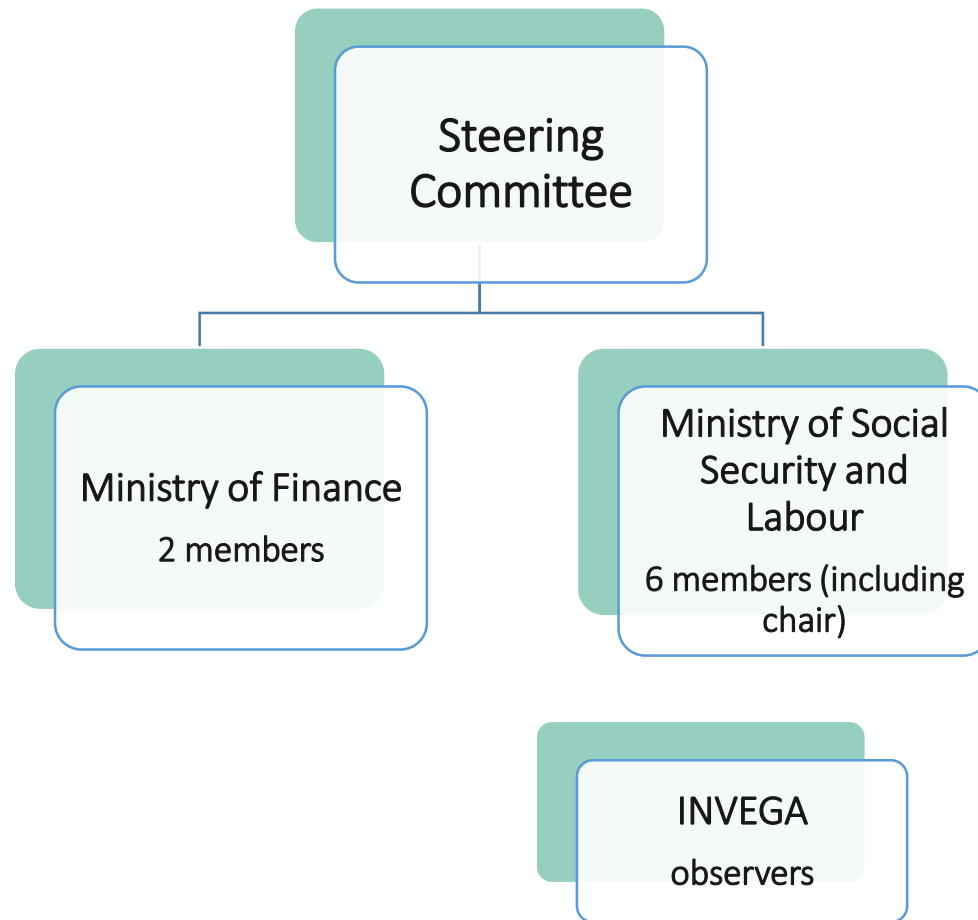 Steering
Committee
Ministry of Finance
2 members
Ministry of Social
Security and
Labour
6 members (including
chair)
INVEGA
observers